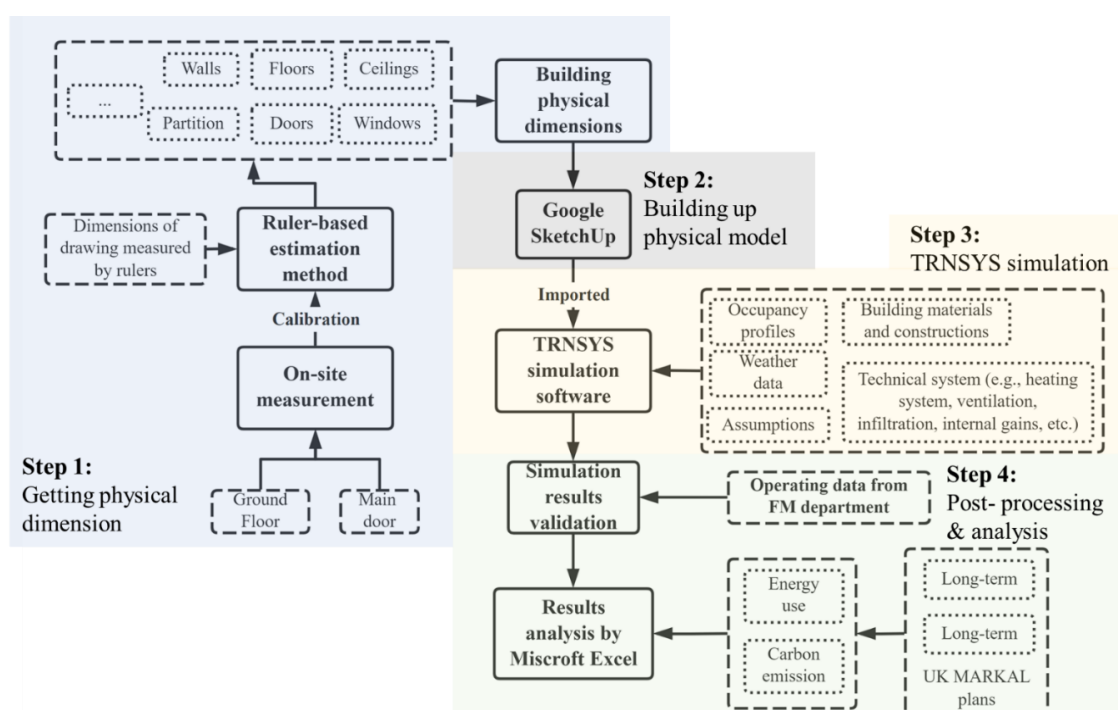 Walls
Floors
Ceilings
...
Partition
Doors
Windows
Building
physical
dimensions
Dimensions of
drawing measured
by rulers
Ruler-based
estimation
method
Calibration
On-site
measurement
Step 1:
Getting physical
dimension
Ground
Floor
Main
door
Google
SketchUp
Step 2:
Building up
physical model
Imported
Step 3:
TRNSYS simulation
TRNSYS
simulation
software
Occupancy
profiles
Building materials
and constructions
Weather
data
Technical system (e.g., heating
system, ventilation,
infiltration, internal gains, etc.)
Assumptions
Simulation
results
validation
Operating data from
FM department
Step 4:
Post- processing
& analysis
Results
analysis by
Miscroft Excel
Energy
use
Carbon
emission
Long-term
Long-term
UK MARKAL
plans